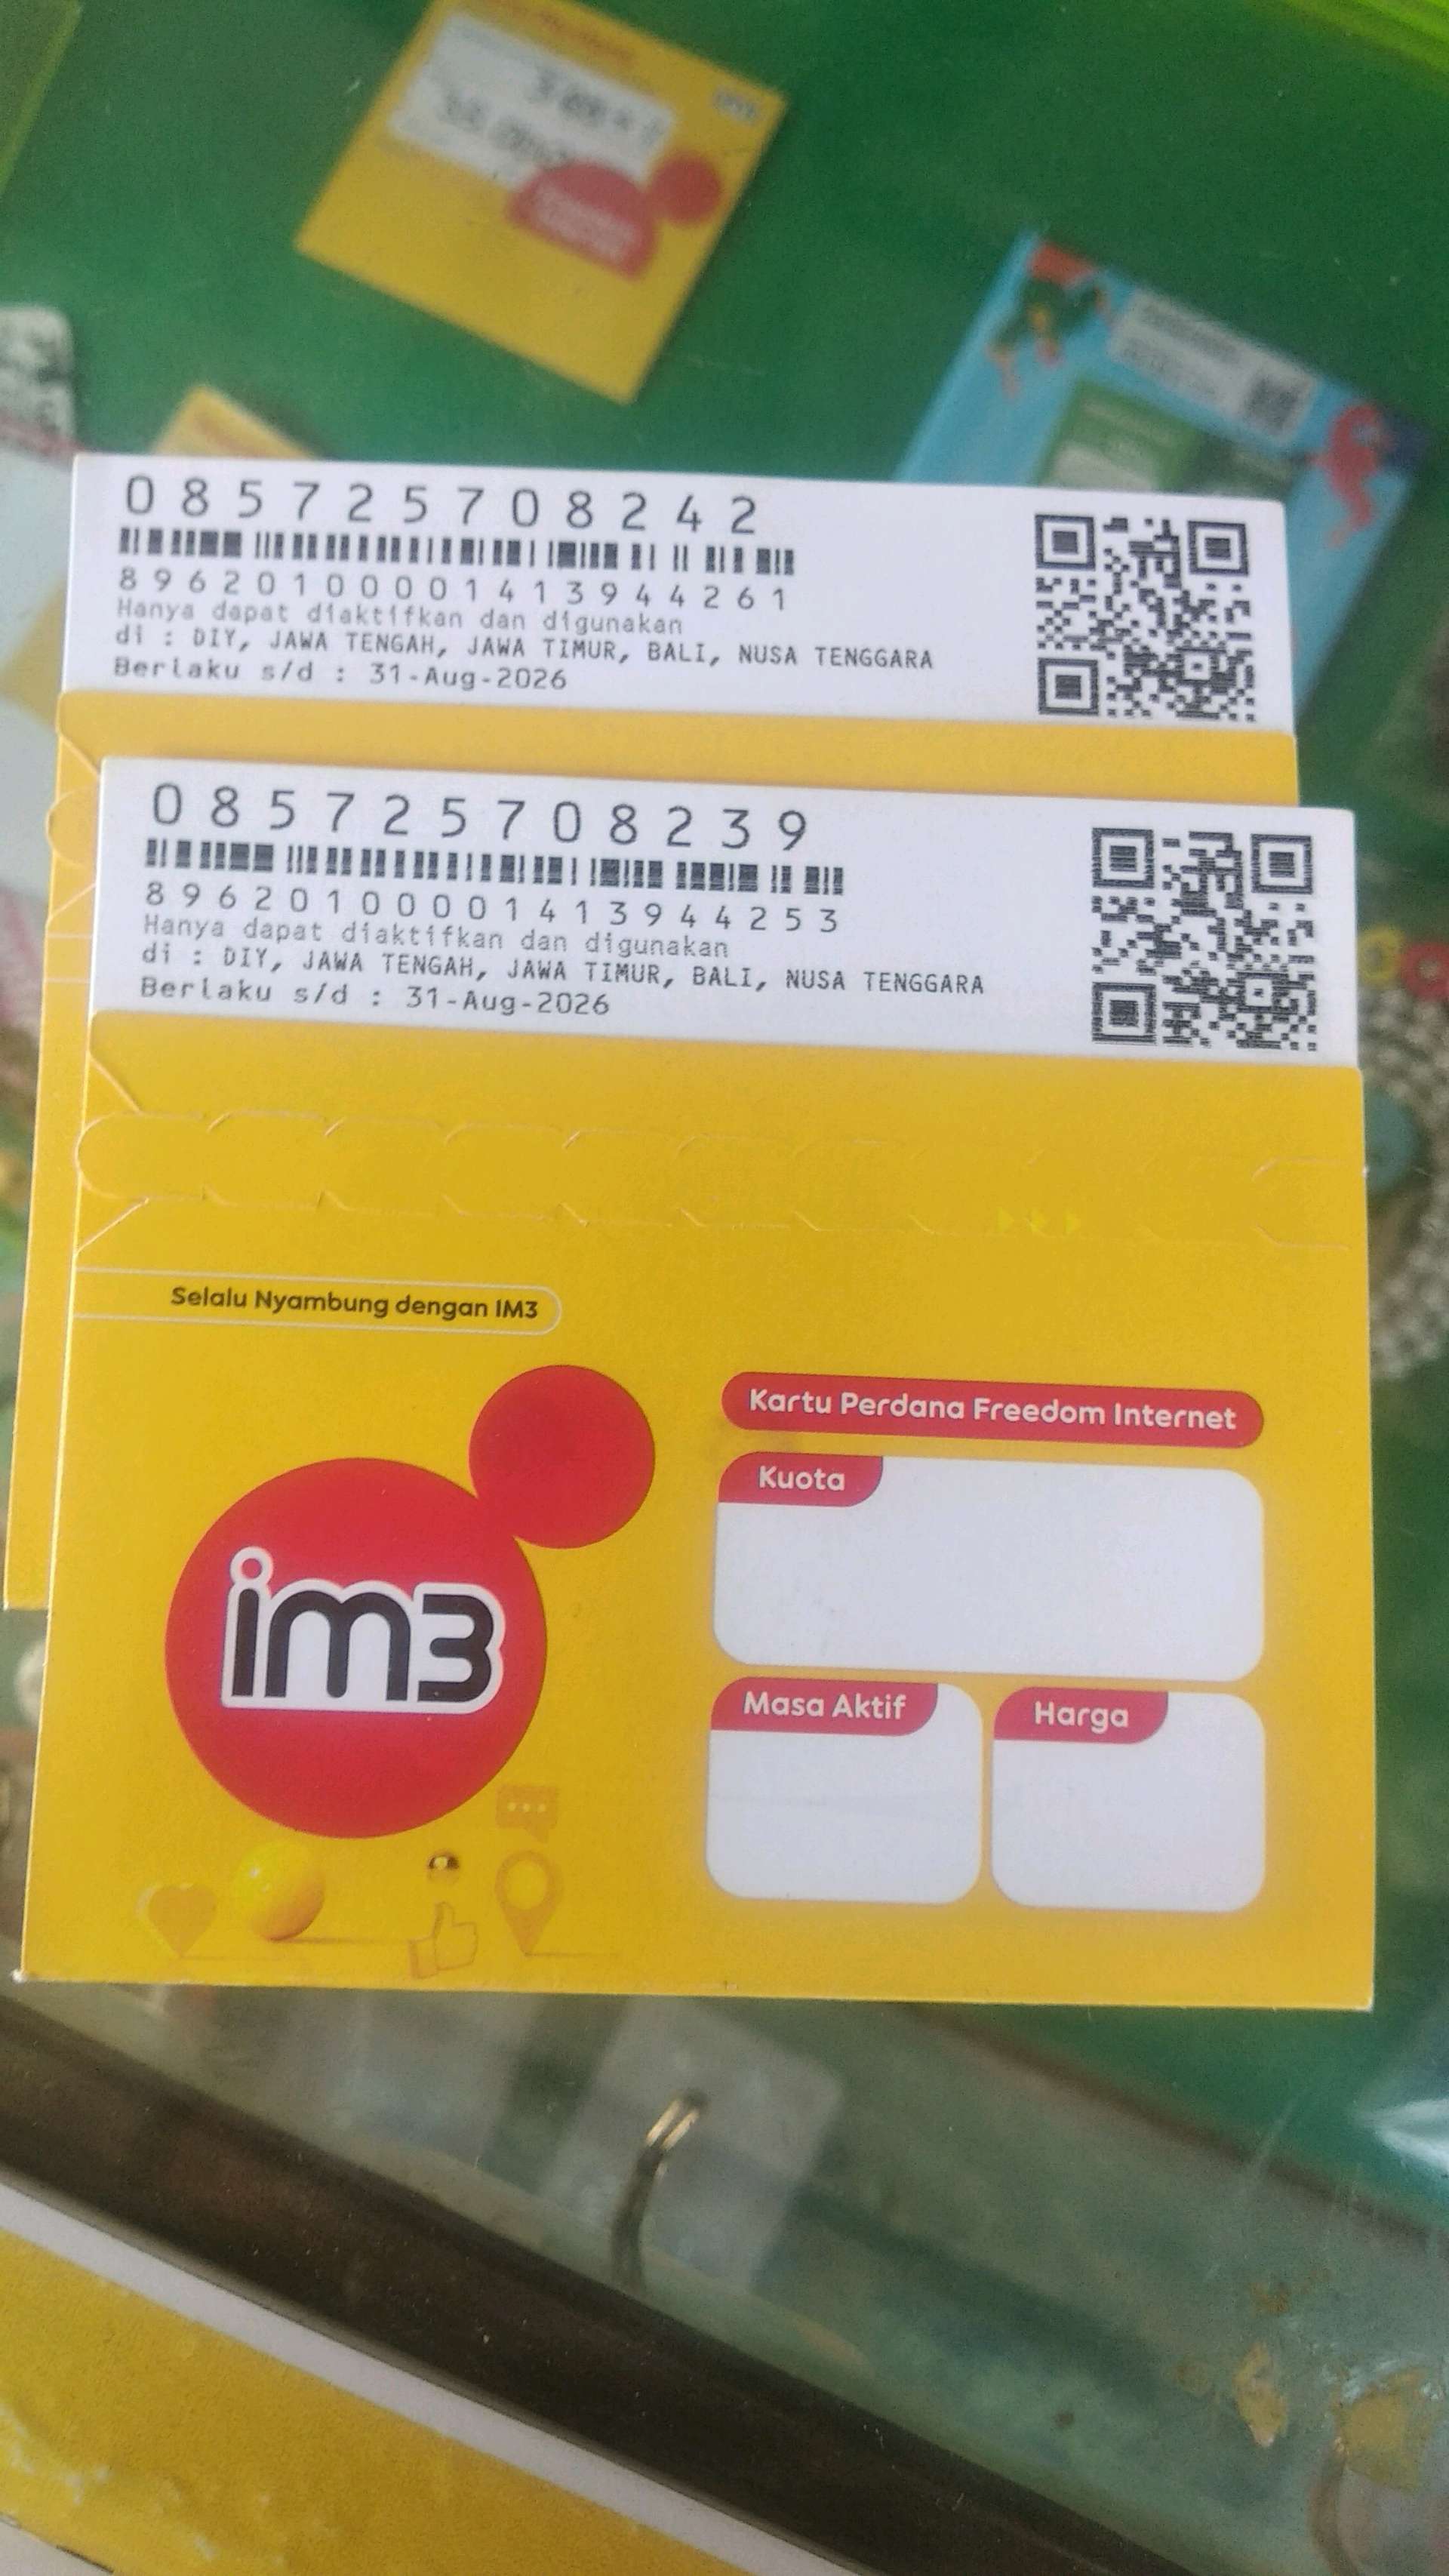 085725708242
89620100001413944261
Hanya dapat diaktifkan dan digunakan
di : DIY, JAWA TENGAH, JAWA TIMUR, BALI, NUSA TENGGARA
Berlaku s/d : 31-Aug-2026
085725708239
89620100001413944253
Hanya dapat diaktifkan dan digunakan
di : DIY, JAWA TENGAH, JAWA TIMUR, BALI, NUSA TENGGARA
Berlaku s/d : 31-Aug-2026
Selalu Nyambung dengan IM3
Kartu Perdana Freedom Internet
Kuota
im3
Masa Aktif
Harga